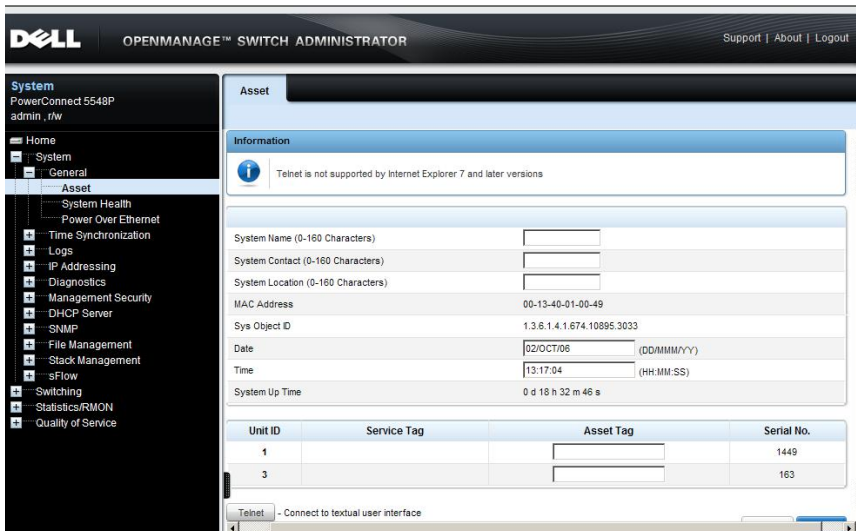 DELL
OPENMANAGE™ SWITCH ADMINISTRATOR
Support | About | Logout
System
PowerConnect 5548P
admin , r/w
Home
System
General
Asset
System Health
Power Over Ethernet
Time Synchronization
Logs
IP Addressing
Diagnostics
Management Security
DHCP Server
SNMP
File Management
Stack Management
sFlow
Switching
Statistics/RMON
Quality of Service
Asset
Information
Telnet is not supported by Internet Explorer 7 and later versions
System Name (0-160 Characters)
System Contact (0-160 Characters)
System Location (0-160 Characters)
MAC Address 00-13-40-01-00-49
Sys Object ID 1.3.6.1.4.1.674.10895.3033
Date 02/OCT/06 (DD/MMM/YY)
Time 13:17:04 (HH:MM:SS)
System Up Time 0 d 18 h 32 m 46 s
Unit ID Service Tag Asset Tag Serial No.
1 1449
3 163
Telnet - Connect to textual user interface